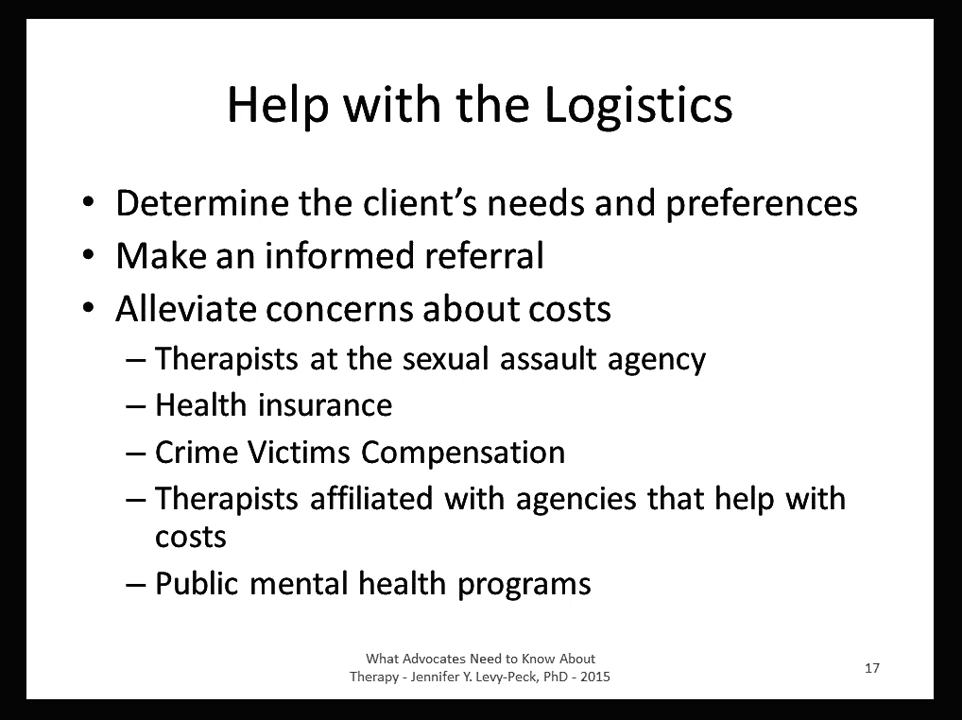 Help with the Logistics
• Determine the client's needs and preferences
• Make an informed referral
• Alleviate concerns about costs
– Therapists at the sexual assault agency
– Health insurance
– Crime Victims Compensation
– Therapists affiliated with agencies that help with
costs
– Public mental health programs
What Advocates Need to Know About
Therapy - Jennifer Y. Levy-Peck, PhD - 2015
17